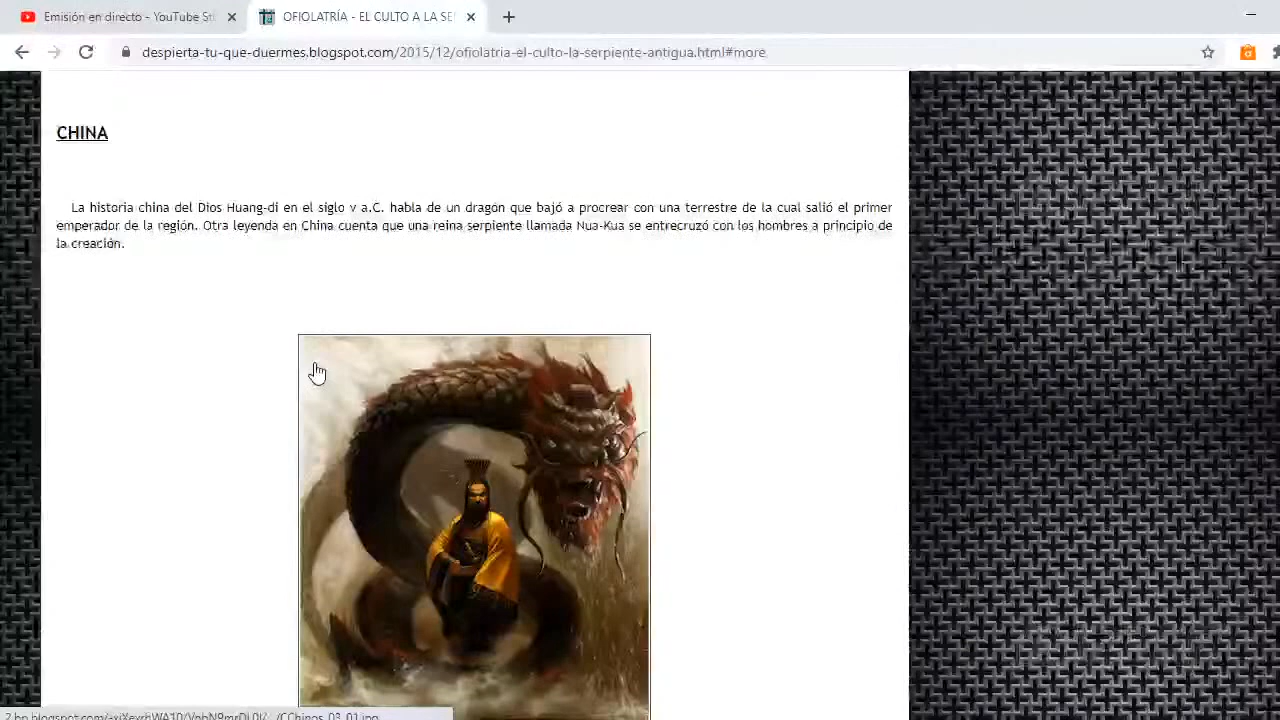 Emisión en directo - YouTube St
OFIOLATRÍA - EL CULTO A LA SE
despierta-tu-que-duermes.blogspot.com/2015/12/ofiolatria-el-culto-la-serpiente-antigua.html#more
CHINA
La historia china del Dios Huang-di en el siglo v a.C. habla de un dragón que bajó a procrear con una terrestre de la cual salió el primer
emperador de la región. Otra leyenda en China cuenta que una reina serpiente llamada Nua-Kua se entrecruzó con los hombres a principio de
la creación.